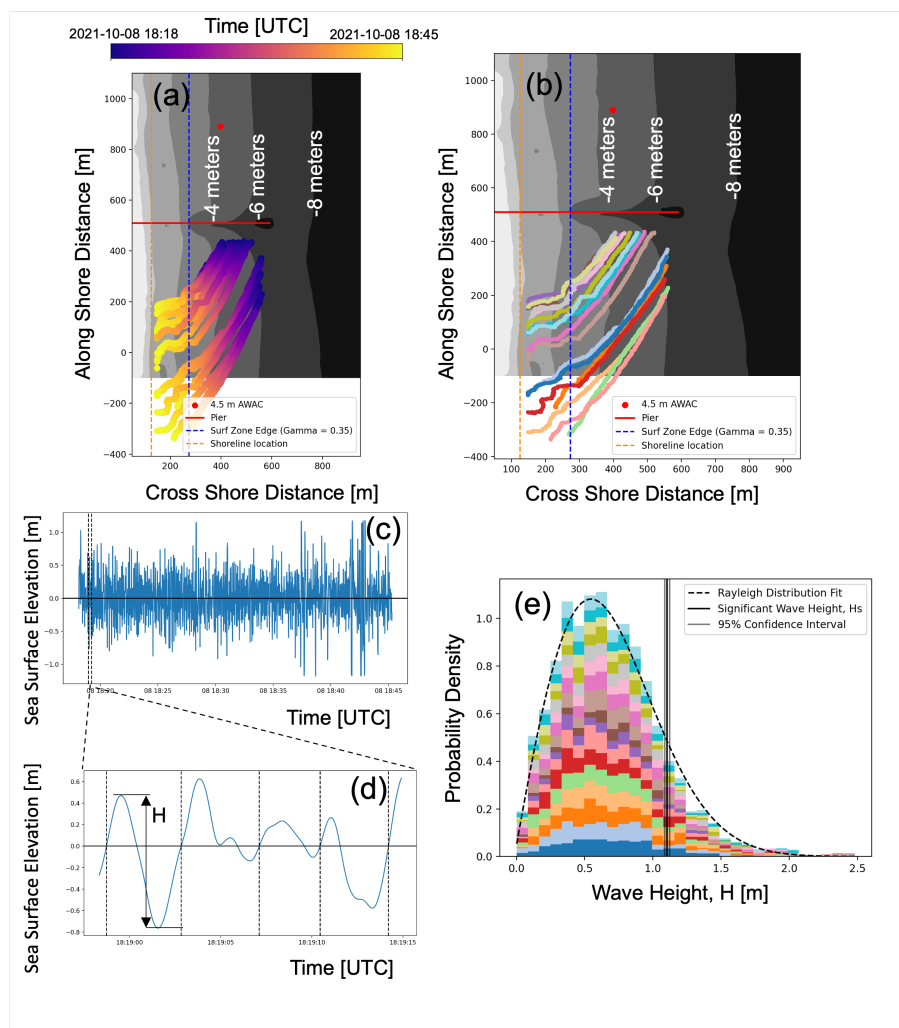 Time [UTC]
2021-10-08 18:18
2021-10-08 18:45
(a)
-4 meters
-6 meters
-8 meters
1000
800
600
400
200
0
−200
−400
Along Shore Distance [m]
4.5 m AWAC
Pier
Surf Zone Edge (Gamma = 0.35)
Shoreline location
200
400
600
800
Cross Shore Distance [m]
(b)
-4 meters
-6 meters
-8 meters
1000
800
600
400
200
0
−200
−400
Along Shore Distance [m]
4.5 m AWAC
Pier
Surf Zone Edge (Gamma = 0.35)
Shoreline location
100 200 300 400 500 600 700 800 900
Cross Shore Distance [m]
(c)
Sea Surface Elevation [m]
1.0
0.5
0.0
−0.5
−1.0
08 18:20
08 18:25
08 18:30
08 18:35
08 18:40
08 18:45
Time [UTC]
(d)
H
Sea Surface Elevation [m]
0.6
0.4
0.2
0.0
−0.2
−0.4
−0.6
−0.8
18:19:00
18:19:05
18:19:10
18:19:15
Time [UTC]
(e)
Rayleigh Distribution Fit
Significant Wave Height, Hs
95% Confidence Interval
Probability Density
1.0
0.8
0.6
0.4
0.2
0.0
0.0
0.5
1.0
1.5
2.0
2.5
Wave Height, H [m]